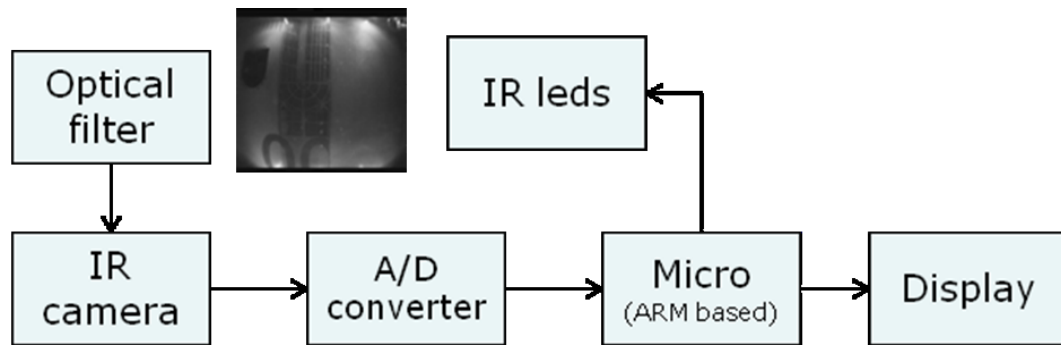 Optical
filter
IR leds
IR
camera
A/D
converter
Micro
(ARM based)
Display